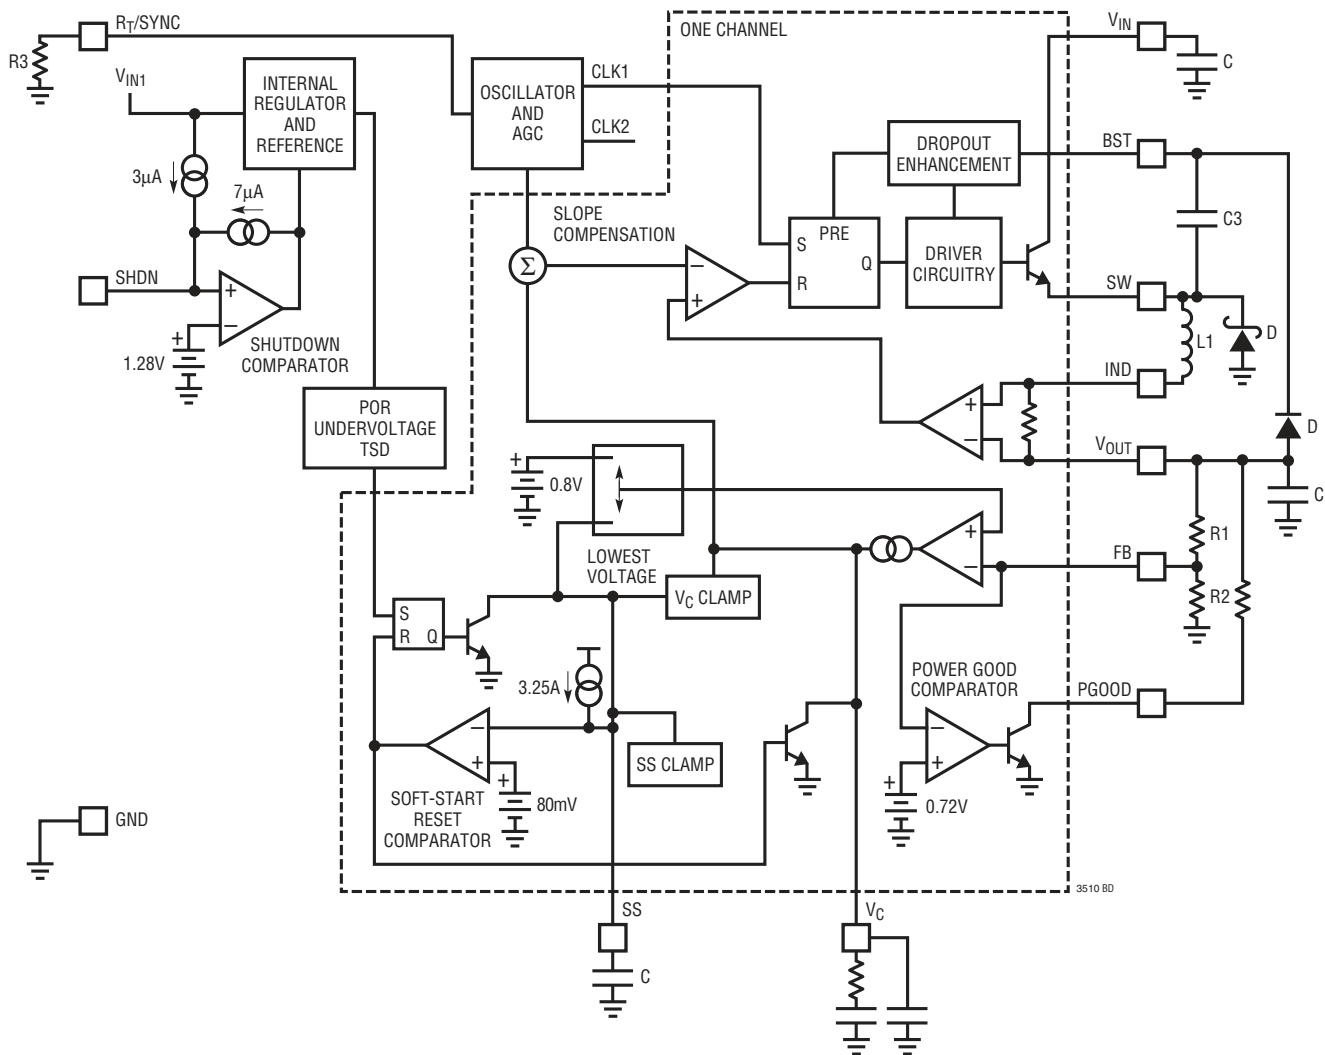 ONE CHANNEL
R3
RT/SYNC
VIN1
INTERNAL
REGULATOR
AND
REFERENCE
3µA
7µA
SHDN
+
−
+
1.28V
SHUTDOWN
COMPARATOR
OSCILLATOR
AND
AGC
CLK1
CLK2
SLOPE
COMPENSATION
Σ
−
+
S
PRE
R
Q
DROPOUT
ENHANCEMENT
DRIVER
CIRCUITRY
VIN
C
BST
C3
SW
L1
D
IND
D
VOUT
C
+
−
R1
FB
R2
PGOOD
POR
UNDERVOLTAGE
TSD
+
0.8V
LOWEST
VOLTAGE
+
−
VC CLAMP
S
R
Q
3.25A
−
+
SS CLAMP
SOFT-START
RESET
COMPARATOR
+
80mV
POWER GOOD
COMPARATOR
−
+
+
0.72V
GND
3510 BD
SS
C
VC